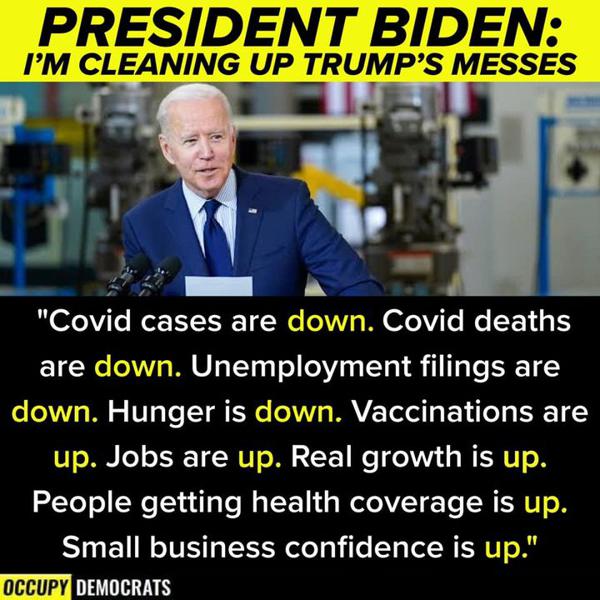 PRESIDENT BIDEN:
I'M CLEANING UP TRUMP'S MESSES
"Covid cases are down. Covid deaths
are down. Unemployment filings are
down. Hunger is down. Vaccinations are
up. Jobs are up. Real growth is up.
People getting health coverage is up.
Small business confidence is up."
OCCUPY DEMOCRATS